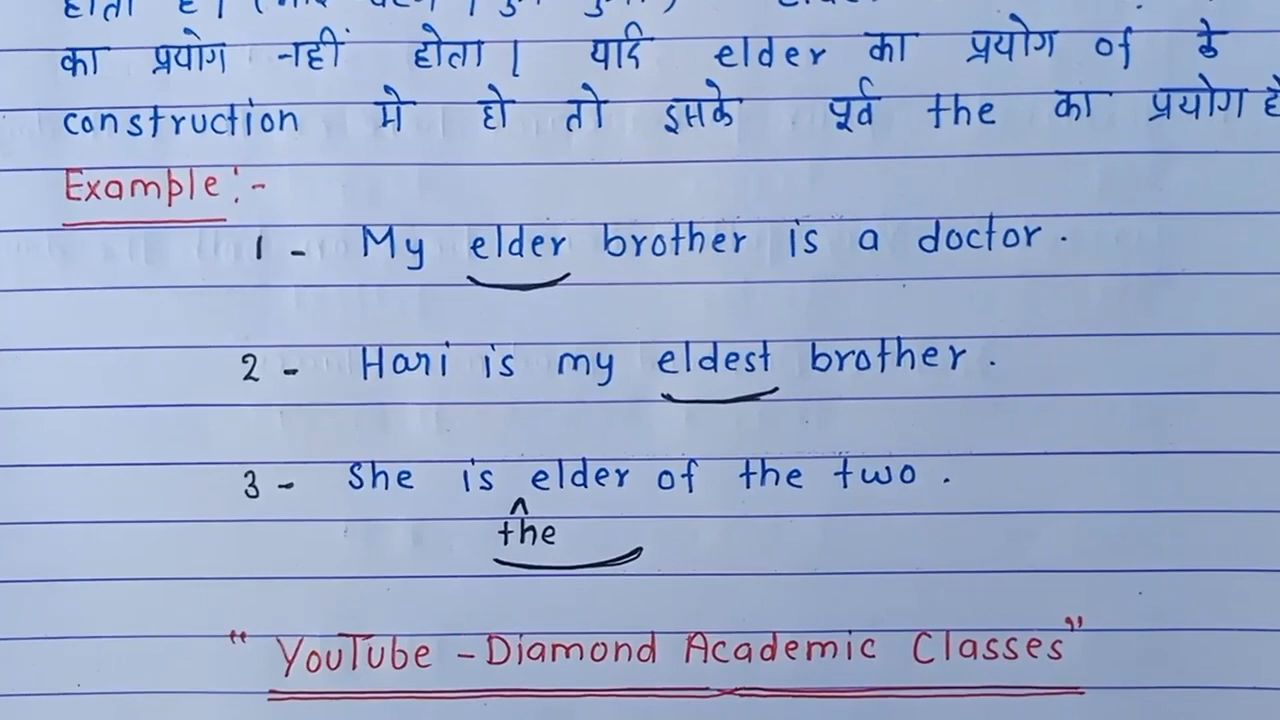 होता है।
का प्रयोग नहीं होता। यदि elder का प्रयोग of के
construction मे हो तो इसके पूर्व the का प्रयोग है
Example :-
1 - My elder brother is a doctor.
2 - Hari is my eldest brother.
3 - She is elder of the two.
^
the
"YouTube - Diamond Academic Classes"